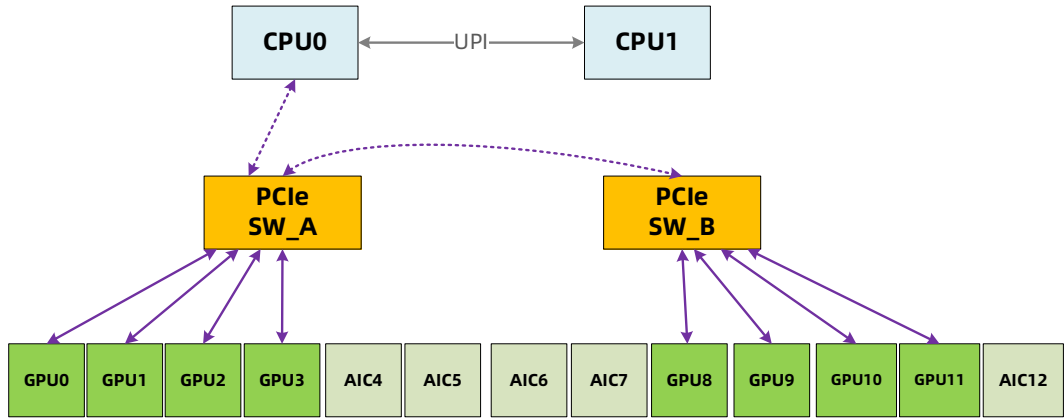 CPU0
UPI
CPU1
PCIe
SW_A
PCIe
SW_B
GPU0
GPU1
GPU2
GPU3
AIC4
AIC5
AIC6
AIC7
GPU8
GPU9
GPU10
GPU11
AIC12